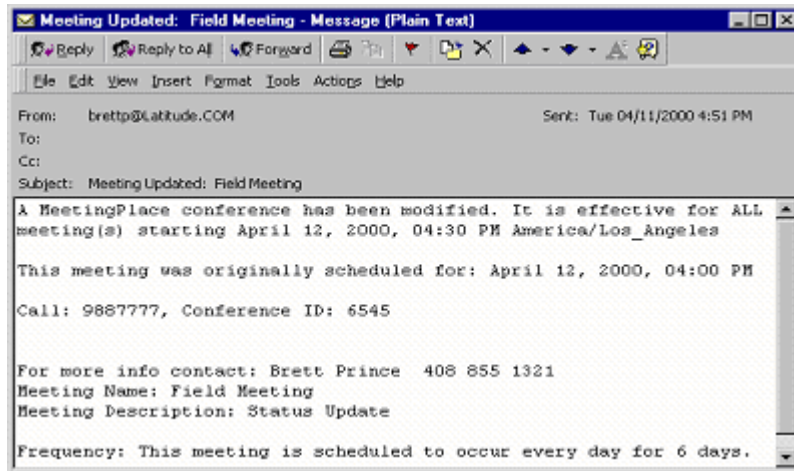 Meeting Updated: Field Meeting - Message (Plain Text)
Reply Reply to All Forward
File Edit View Insert Format Tools Actions Help
From: brettp@Latitude.COM Sent: Tue 04/11/2000 4:51 PM
To:
Cc:
Subject: Meeting Updated: Field Meeting
A MeetingPlace conference has been modified. It is effective for ALL
meeting(s) starting April 12, 2000, 04:30 PM America/Los_Angeles
This meeting was originally scheduled for: April 12, 2000, 04:00 PM
Call: 9887777, Conference ID: 6545
For more info contact: Brett Prince 408 855 1321
Meeting Name: Field Meeting
Meeting Description: Status Update
Frequency: This meeting is scheduled to occur every day for 6 days.